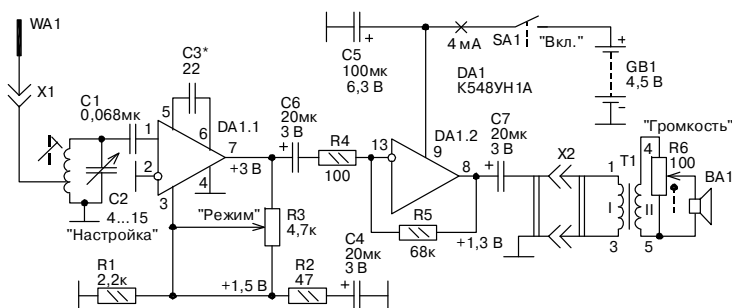 WA1
X1
C1
0,068мк
C3*
22
5
6
1
2
3
4
7
DA1.1
+3 В
C2
4...15
"Настройка"
C6
20мк
3 В
R4
100
"Режим"
R3
4,7к
R1
2,2к
+1,5 В
R2
47
C4
20мк
3 В
C5
100мк
6,3 В
+
4 мА
SA1
"Вкл."
DA1
К548УН1А
+
GB1
4,5 В
−
13
DA1.2
9
8
R5
68к
+1,3 В
C7
20мк
3 В
+
+
+
X2
"Громкость"
T1
1
4
R6
100
BA1
I
II
3
5